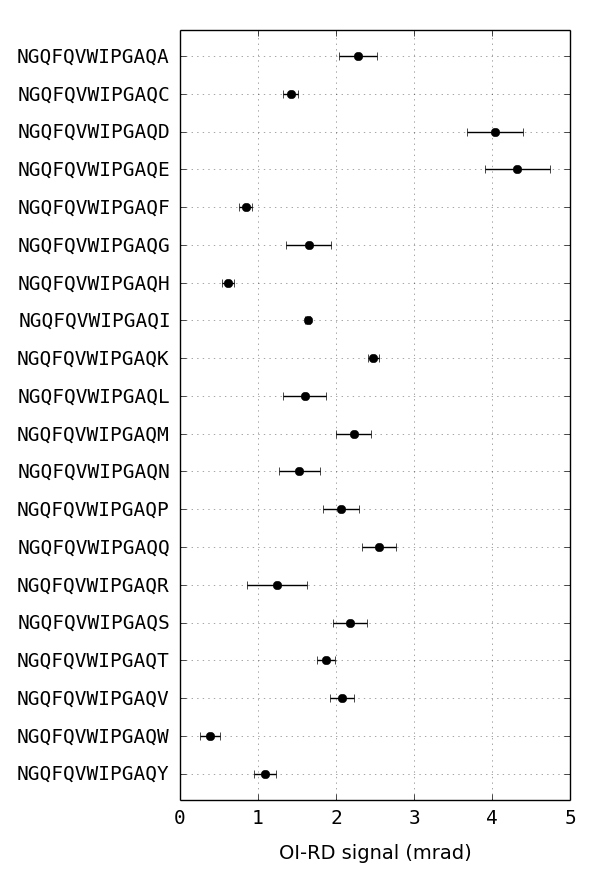 NGQFQVWIPGAQA
NGQFQVWIPGAQC
NGQFQVWIPGAQD
NGQFQVWIPGAQE
NGQFQVWIPGAQF
NGQFQVWIPGAQG
NGQFQVWIPGAQH
NGQFQVWIPGAQI
NGQFQVWIPGAQK
NGQFQVWIPGAQL
NGQFQVWIPGAQM
NGQFQVWIPGAQN
NGQFQVWIPGAQP
NGQFQVWIPGAQQ
NGQFQVWIPGAQR
NGQFQVWIPGAQS
NGQFQVWIPGAQT
NGQFQVWIPGAQV
NGQFQVWIPGAQW
NGQFQVWIPGAQY
0 1 2 3 4 5
OI-RD signal (mrad)